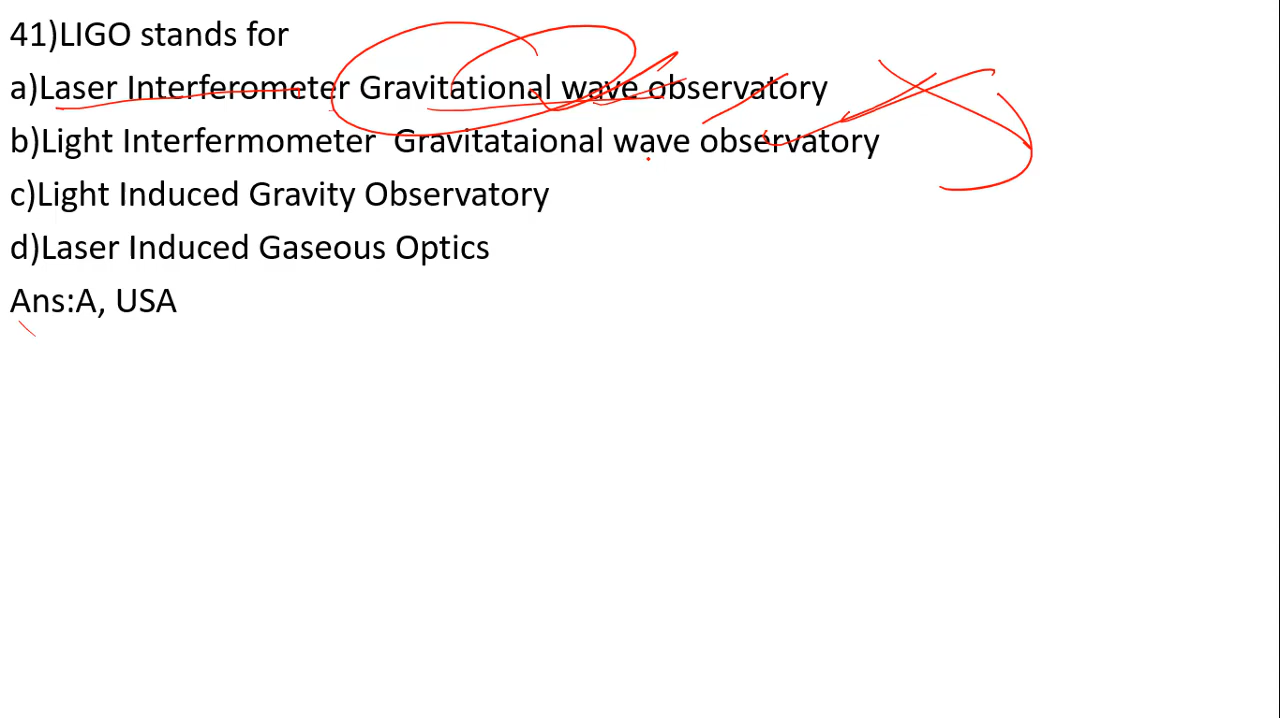 41)LIGO stands for
a)Laser Interferometer Gravitational wave observatory
b)Light Interfermometer  Gravitataional wave observatory
c)Light Induced Gravity Observatory
d)Laser Induced Gaseous Optics
Ans:A, USA